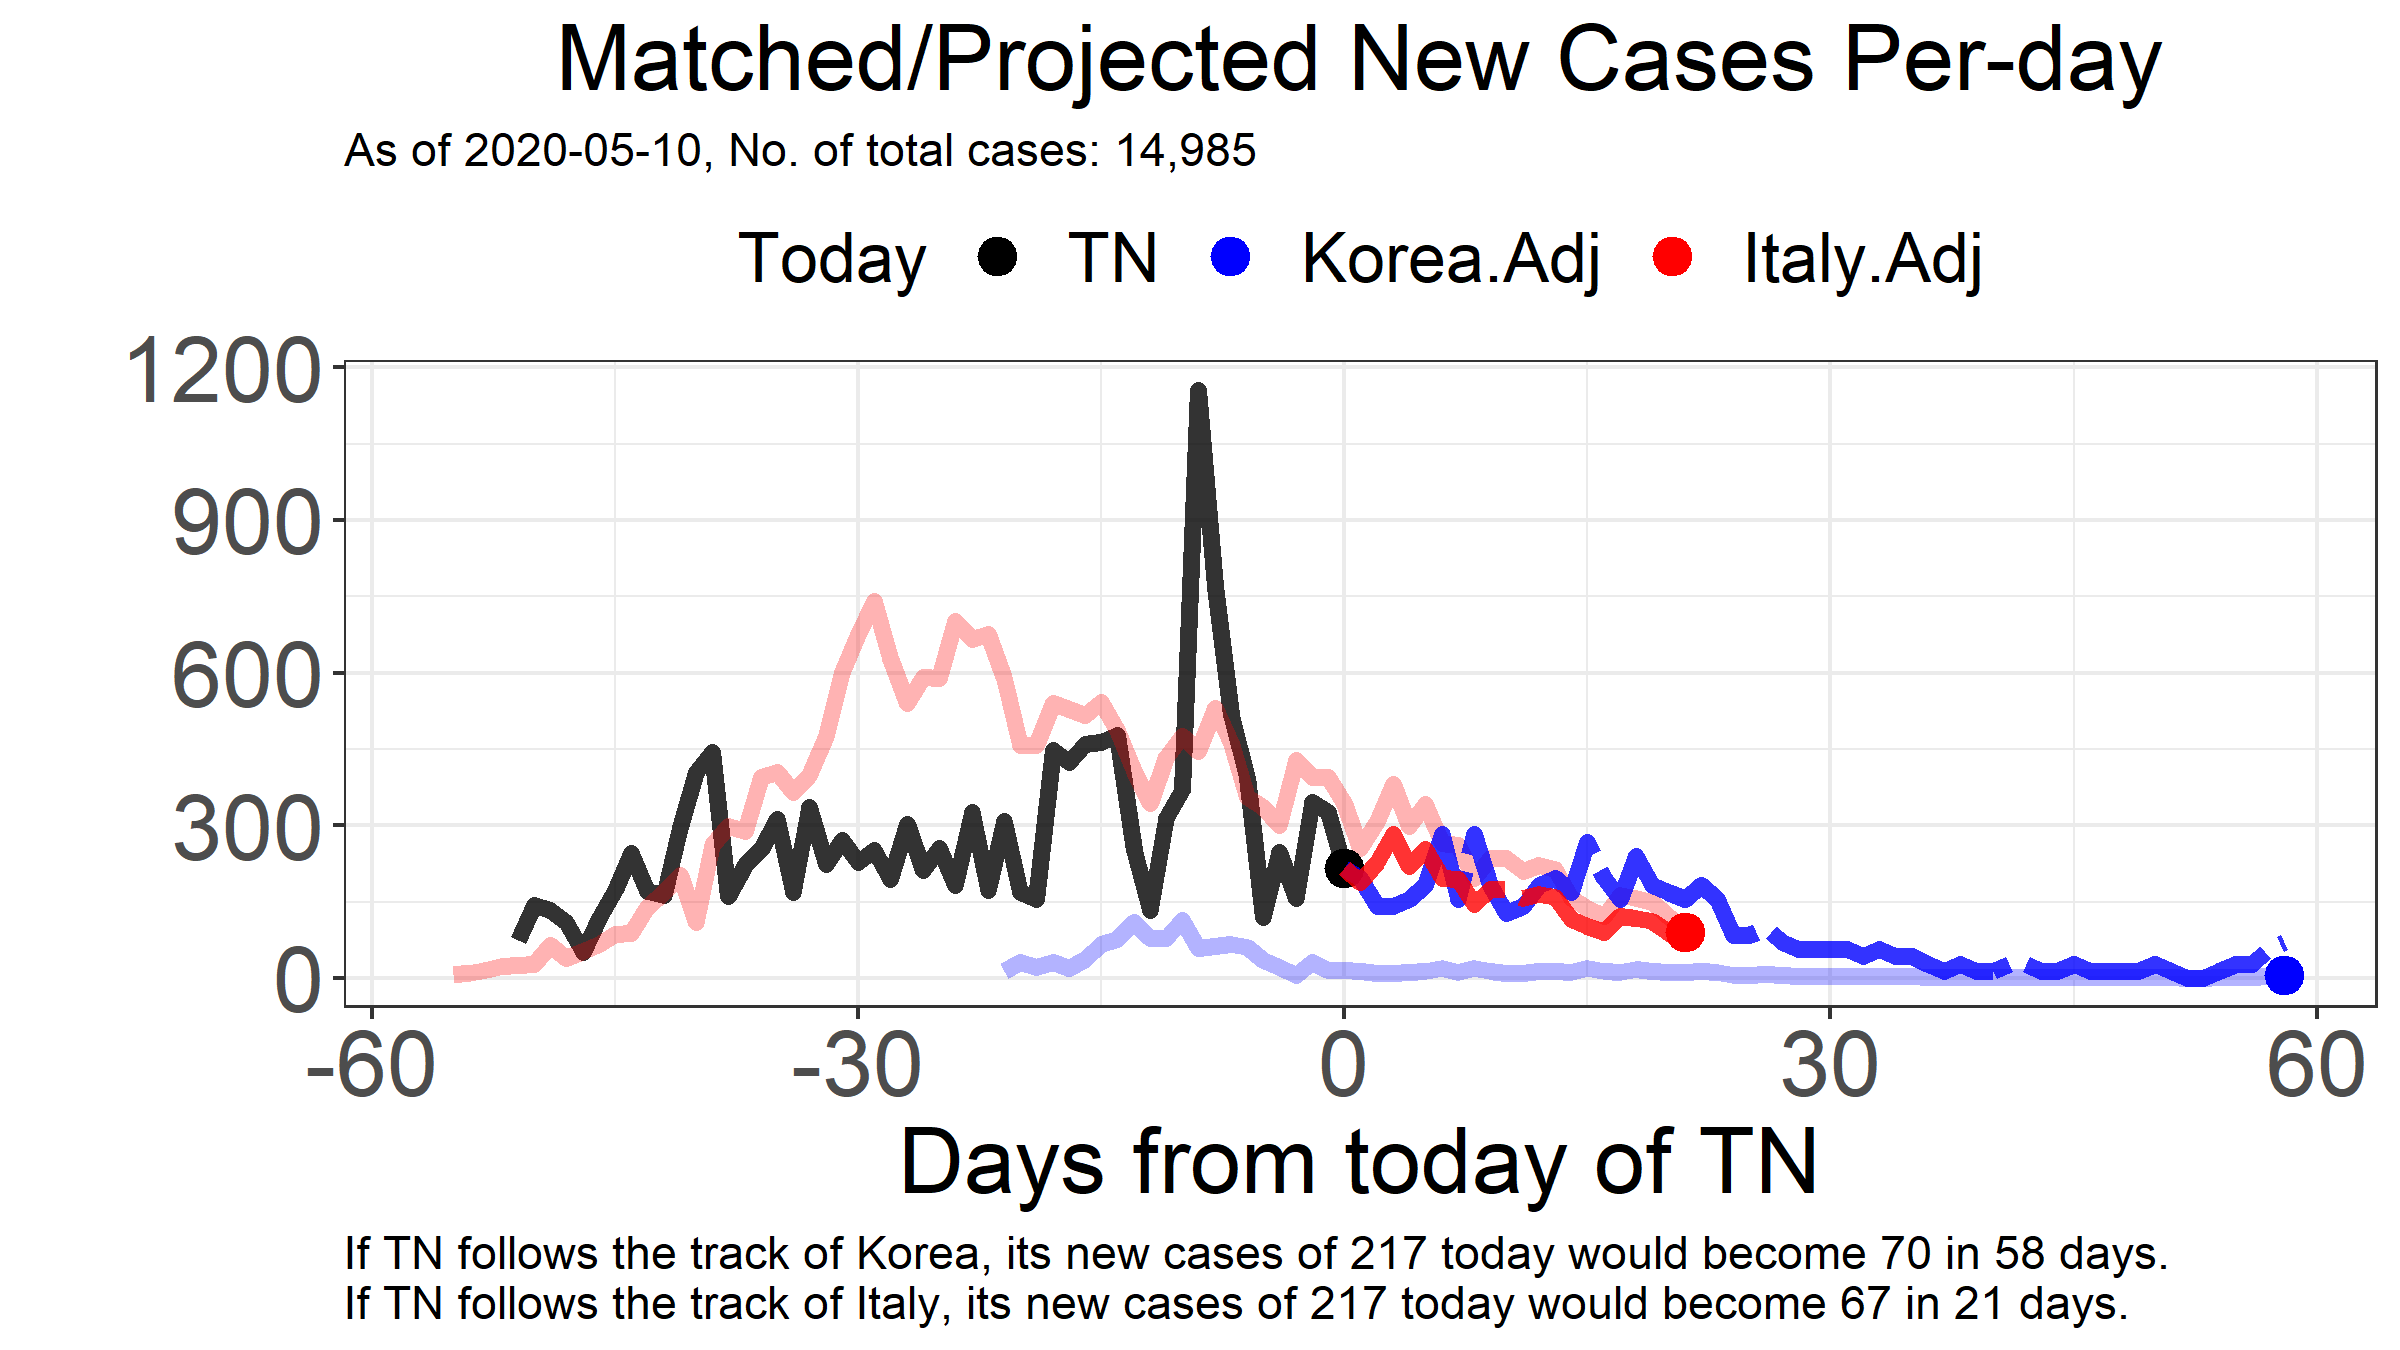 Matched/Projected New Cases Per-day
As of 2020-05-10, No. of total cases: 14,985
Today TN Korea.Adj Italy.Adj
1200
900
600
300
0
-60 -30 0 30 60
Days from today of TN
If TN follows the track of Korea, its new cases of 217 today would become 70 in 58 days.
If TN follows the track of Italy, its new cases of 217 today would become 67 in 21 days.